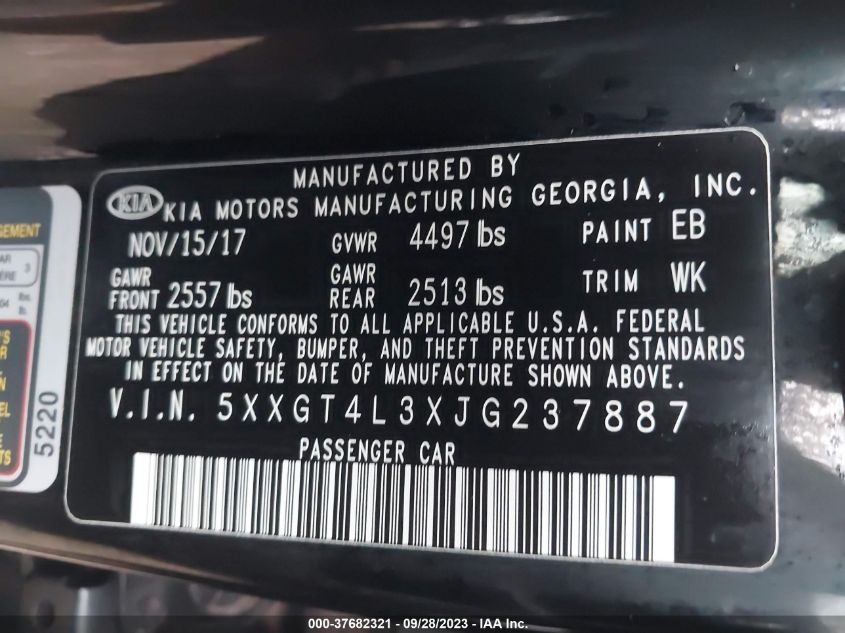 MANUFACTURED BY
KIA KIA MOTORS MANUFACTURING GEORGIA, INC.
NOV/15/17 GVWR 4497 lbs PAINT EB
GAWR FRONT 2557 lbs GAWR REAR 2513 lbs TRIM WK
THIS VEHICLE CONFORMS TO ALL APPLICABLE U.S.A. FEDERAL
MOTOR VEHICLE SAFETY, BUMPER, AND THEFT PREVENTION STANDARDS
IN EFFECT ON THE DATE OF MANUFACTURE SHOWN ABOVE.
V.I.N. 5XXGT4L3XJG237887
PASSENGER CAR
5220
000-37682321 - 09/28/2023 - IAA Inc.